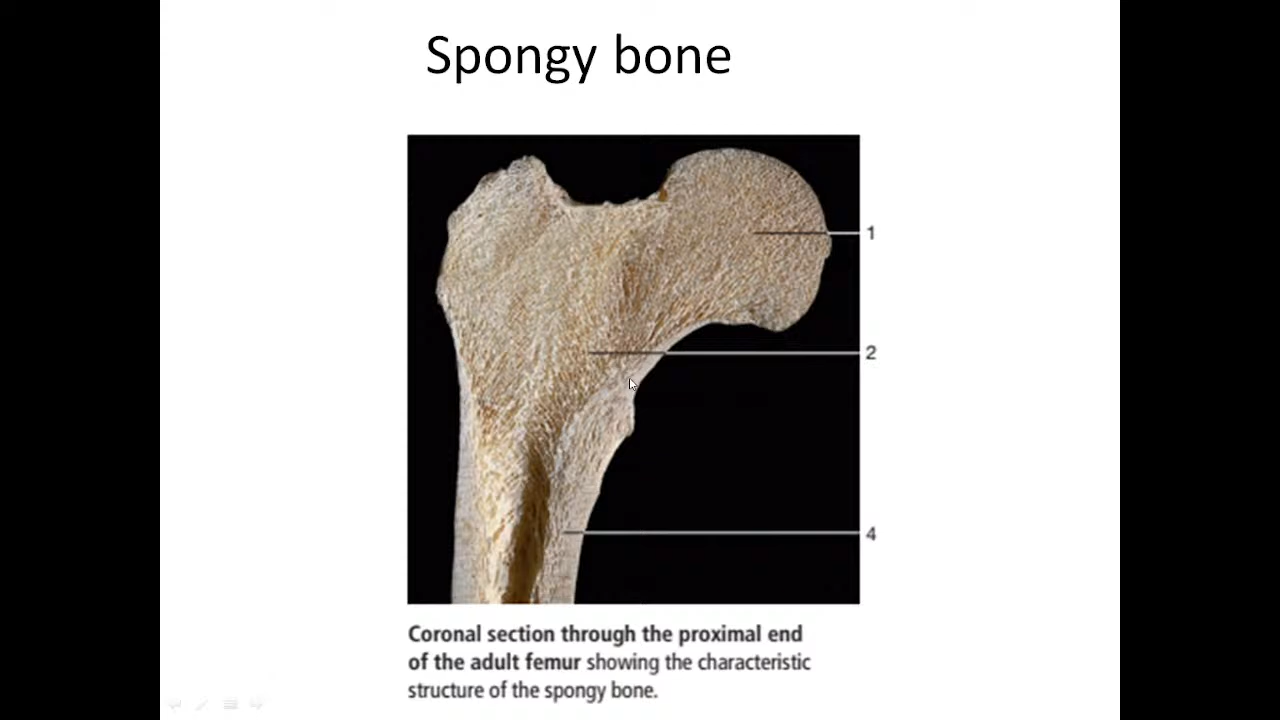 Spongy bone
1
2
4
Coronal section through the proximal end
of the adult femur showing the characteristic
structure of the spongy bone.